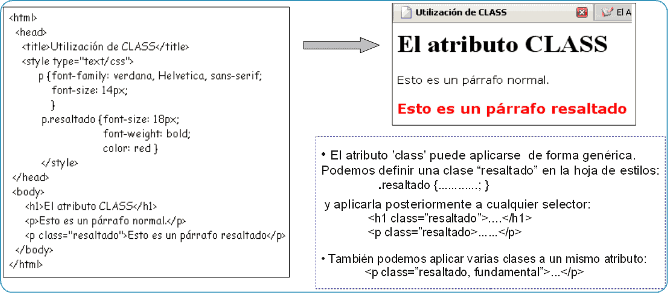 <html>
<head>
<title>Utilización de CLASS</title>
<style type="text/css">
p {font-family: verdana, Helvetica, sans-serif;
font-size: 14px;
}
p.resaltado {font-size: 18px;
font-weight: bold;
color: red }
</style>
</head>
<body>
<h1>El atributo CLASS</h1>
<p>Esto es un párrafo normal.</p>
<p class="resaltado">Esto es un párrafo resaltado</p>
</body>
</html>
Utilización de CLASS
El A
El atributo CLASS
Esto es un párrafo normal.
Esto es un párrafo resaltado
• El atributo 'class' puede aplicarse de forma genérica.
Podemos definir una clase “resaltado” en la hoja de estilos:
.resaltado {............; }
y aplicarla posteriormente a cualquier selector:
<h1 class=”resaltado”>....</h1>
<p class=”resaltado>......</p>
• También podemos aplicar varias clases a un mismo atributo:
<p class=”resaltado, fundamental”>...</p>